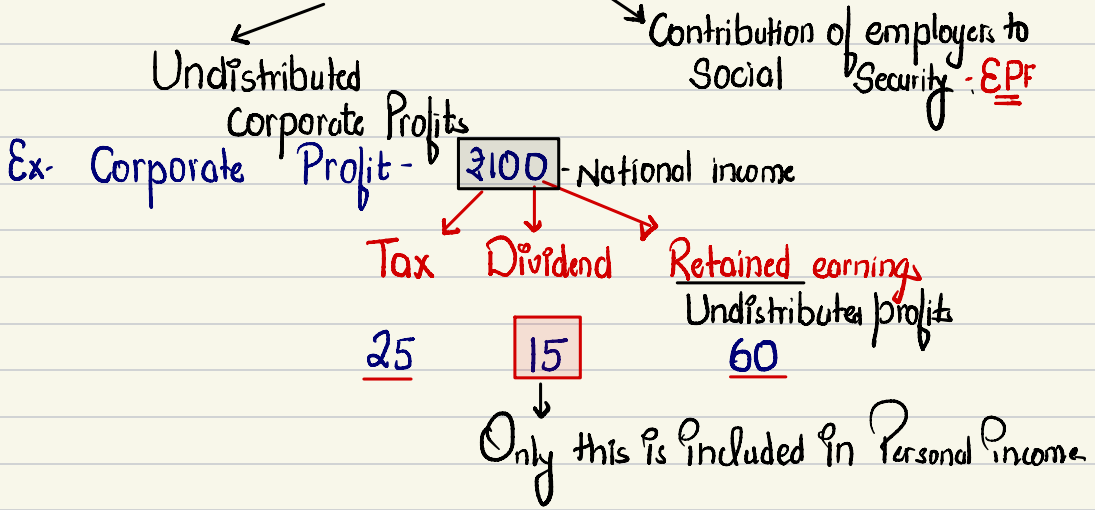 Contribution of employers to
Social Security : EPF
Undistributed
Corporate Profits
Ex- Corporate Profit - ₹100 - National income
Tax Dividend Retained earnings
Undistributed profits
25 15 60
Only this is included in Personal Income